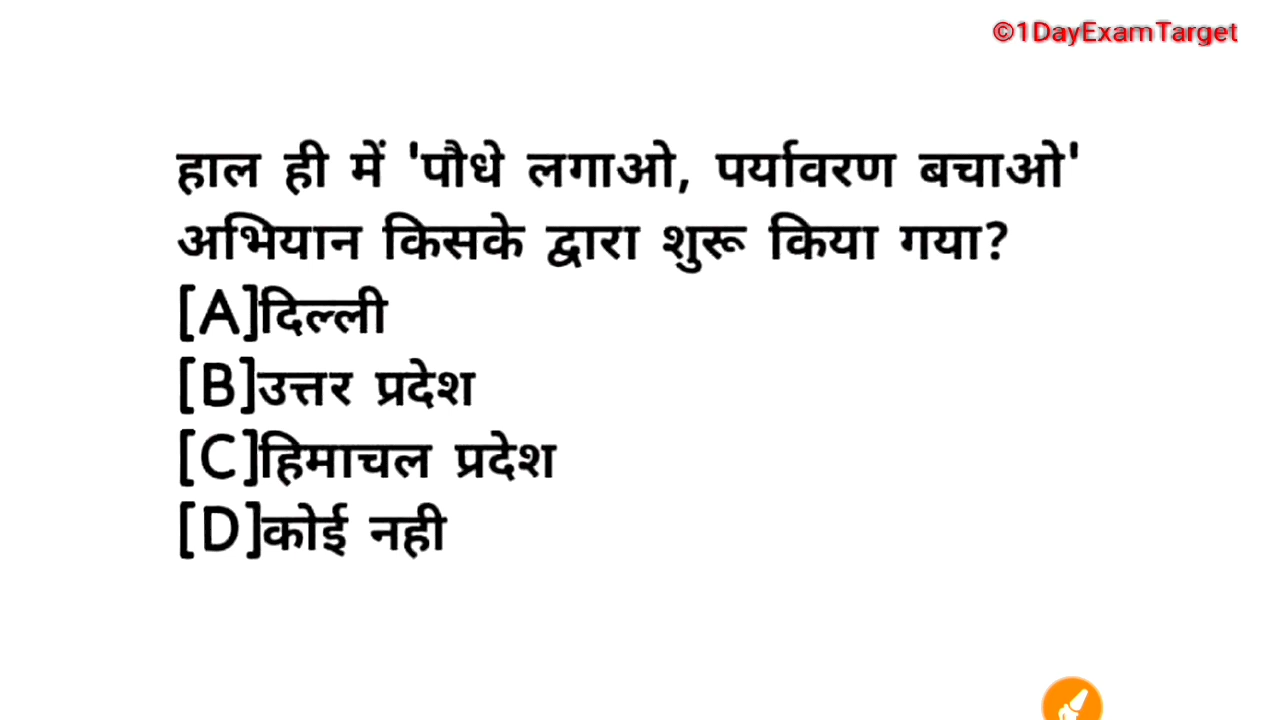 ©1DayExamTarget
हाल ही में 'पौधे लगाओ, पर्यावरण बचाओ'
अभियान किसके द्वारा शुरू किया गया?
[A]दिल्ली
[B]उत्तर प्रदेश
[C]हिमाचल प्रदेश
[D]कोई नही